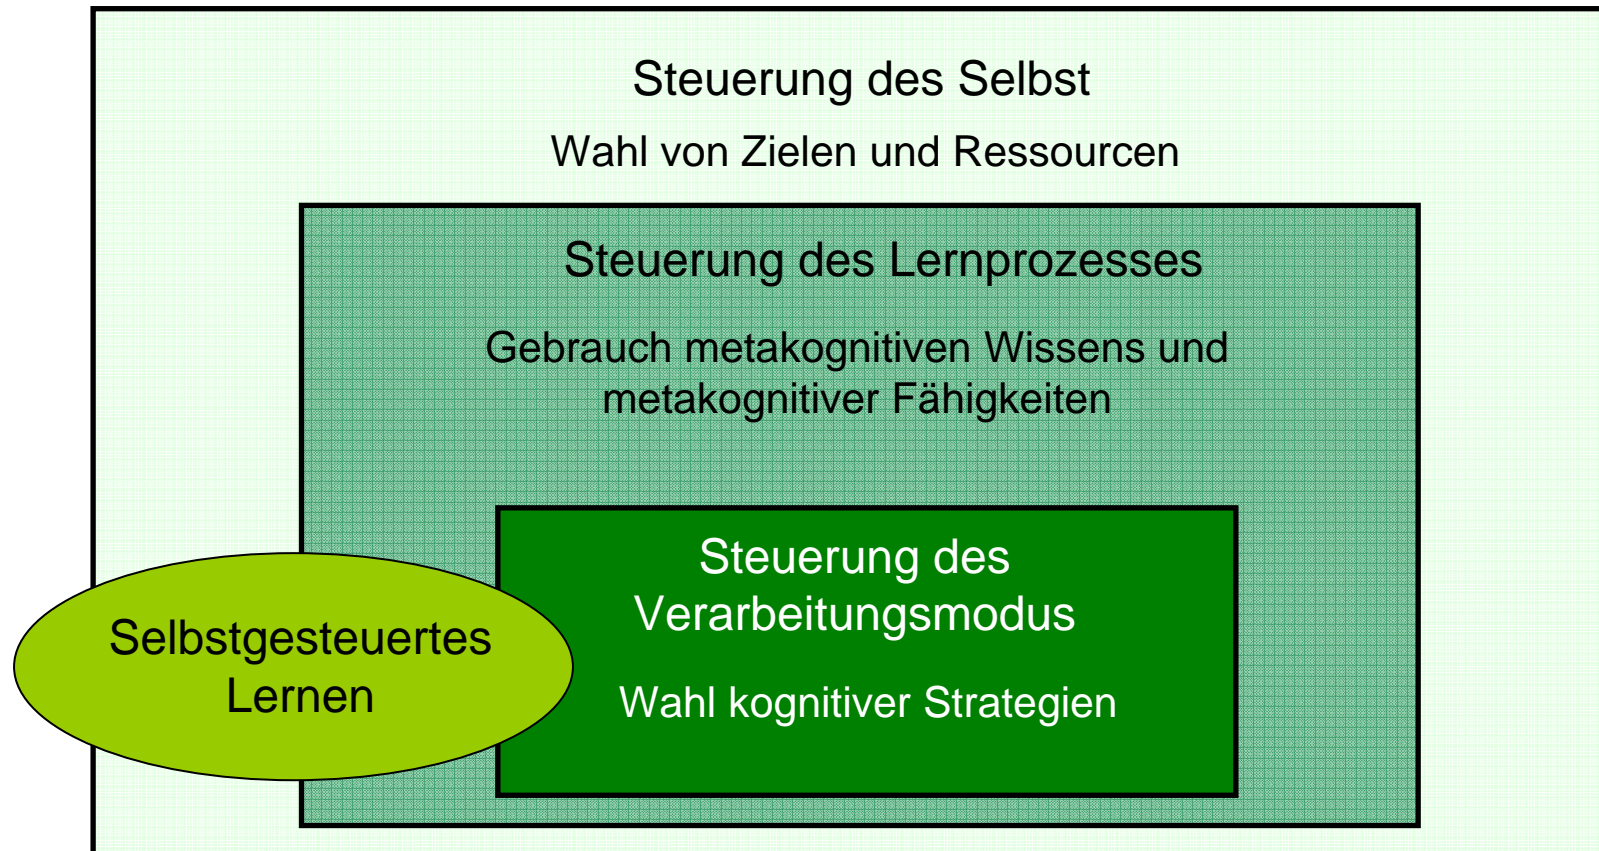 Steuerung des Selbst
Wahl von Zielen und Ressourcen
Steuerung des Lernprozesses
Gebrauch metakognitiven Wissens und
metakognitiver Fähigkeiten
Steuerung des
Verarbeitungsmodus
Wahl kognitiver Strategien
Selbstgesteuertes
Lernen